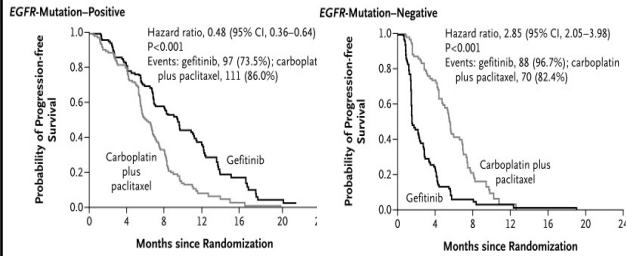 EGFR-Mutation–Positive
Hazard ratio, 0.48 (95% CI, 0.36–0.64)
P<0.001
Events: gefitinib, 97 (73.5%); carboplat
plus paclitaxel, 111 (86.0%)
Probability of Progression-free
Survival
1.0
0.8
0.6
0.4
0.2
0.0
Carboplatin
plus
paclitaxel
Gefitinib
0 4 8 12 16 20
Months since Randomization
EGFR-Mutation–Negative
Hazard ratio, 2.85 (95% CI, 2.05–3.98)
P<0.001
Events: gefitinib, 88 (96.7%); carboplatin
plus paclitaxel, 70 (82.4%)
Probability of Progression-free
Survival
1.0
0.8
0.6
0.4
0.2
0.0
Carboplatin plus
paclitaxel
Gefitinib
0 4 8 12 16 20 24
Months since Randomization